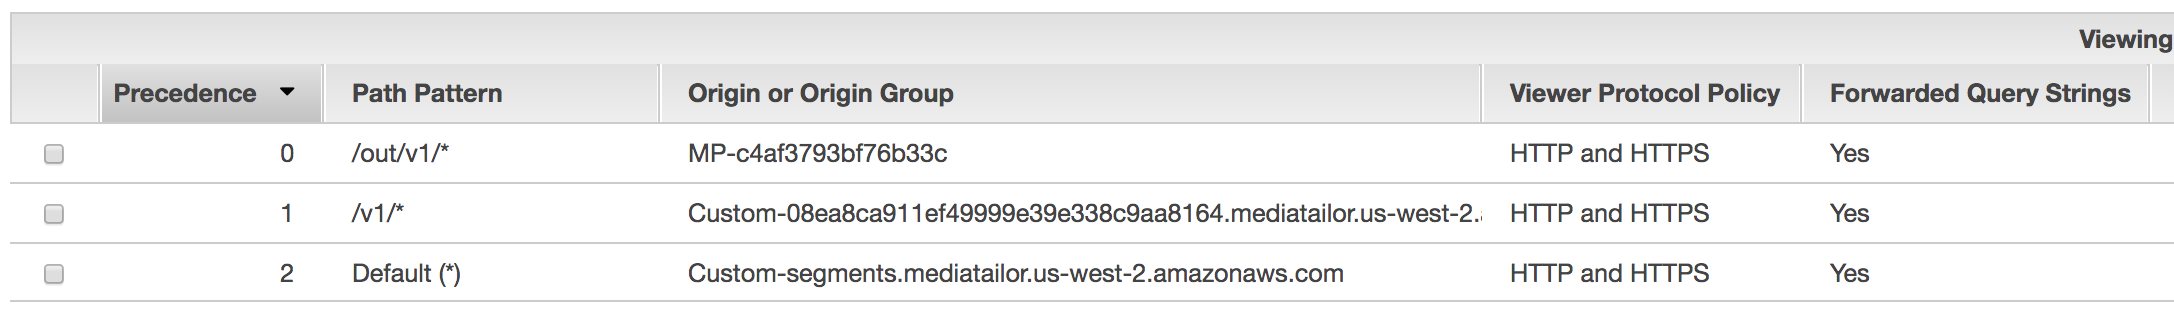 Viewing
Precedence Path Pattern Origin or Origin Group Viewer Protocol Policy Forwarded Query Strings
0 /out/v1/* MP-c4af3793bf76b33c HTTP and HTTPS Yes
1 /v1/* Custom-08ea8ca911ef49999e39e338c9aa8164.mediatailor.us-west-2. HTTP and HTTPS Yes
2 Default (*) Custom-segments.mediatailor.us-west-2.amazonaws.com HTTP and HTTPS Yes